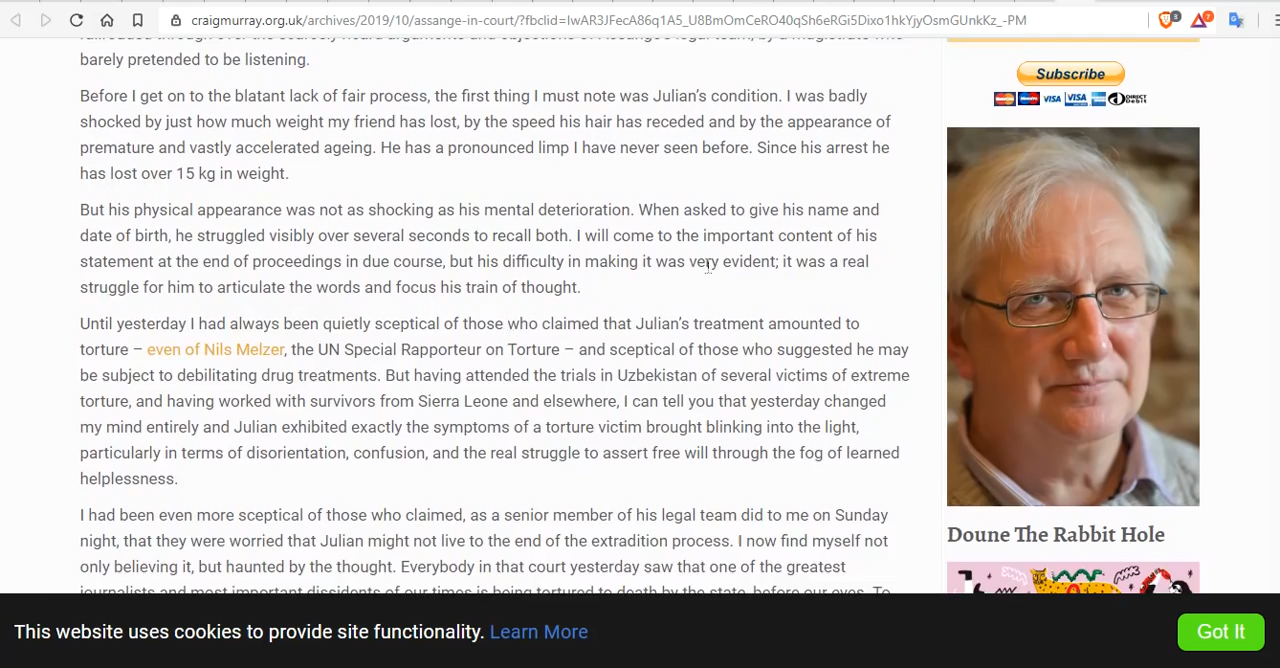 craigmurray.org.uk/archives/2019/10/assange-in-court/?fbclid=IwAR3JFecA86q1A5_U8BmOmCeRO40qSh6eRGi5Dixo1hkYjyOsmGUnkKz_-PM
3
7
barely pretended to be listening.
Before I get on to the blatant lack of fair process, the first thing I must note was Julian's condition. I was badly
shocked by just how much weight my friend has lost, by the speed his hair has receded and by the appearance of
premature and vastly accelerated ageing. He has a pronounced limp I have never seen before. Since his arrest he
has lost over 15 kg in weight.
But his physical appearance was not as shocking as his mental deterioration. When asked to give his name and
date of birth, he struggled visibly over several seconds to recall both. I will come to the important content of his
statement at the end of proceedings in due course, but his difficulty in making it was very evident; it was a real
struggle for him to articulate the words and focus his train of thought.
Until yesterday I had always been quietly sceptical of those who claimed that Julian's treatment amounted to
torture – even of Nils Melzer, the UN Special Rapporteur on Torture – and sceptical of those who suggested he may
be subject to debilitating drug treatments. But having attended the trials in Uzbekistan of several victims of extreme
torture, and having worked with survivors from Sierra Leone and elsewhere, I can tell you that yesterday changed
my mind entirely and Julian exhibited exactly the symptoms of a torture victim brought blinking into the light,
particularly in terms of disorientation, confusion, and the real struggle to assert free will through the fog of learned
helplessness.
I had been even more sceptical of those who claimed, as a senior member of his legal team did to me on Sunday
night, that they were worried that Julian might not live to the end of the extradition process. I now find myself not
only believing it, but haunted by the thought. Everybody in that court yesterday saw that one of the greatest
journalists and most important dissidents of our times is being tortured to death by the state, before our eyes. To
Subscribe
VISA VISA DIRECT Debit
Doune The Rabbit Hole
This website uses cookies to provide site functionality. Learn More
Got It